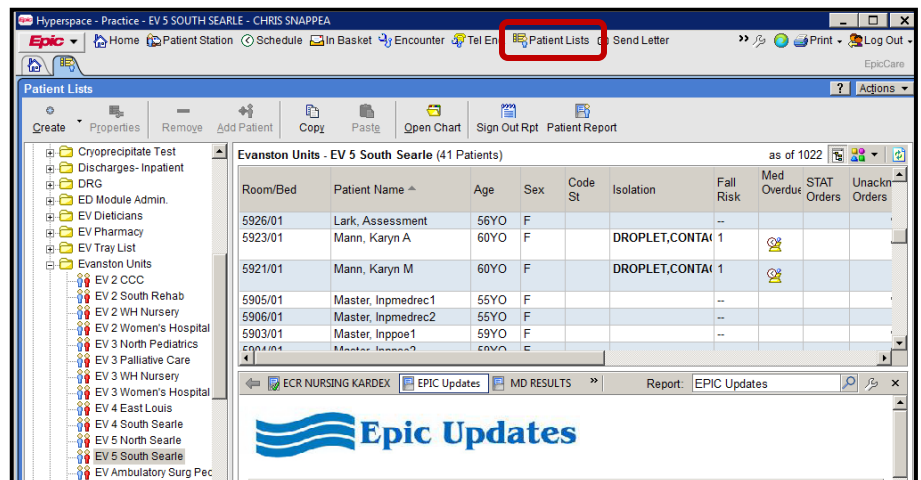 Hyperspace - Practice - EV 5 SOUTH SEARLE - CHRIS SNAPPEA
Epic Home Patient Station Schedule In Basket Encounter Tel En Patient Lists Send Letter Print Log Out
EpicCare
Patient Lists ? Actions
Create Properties Remove Add Patient Copy Paste Open Chart Sign Out Rpt Patient Report
Cryoprecipitate Test
Discharges- Inpatient
DRG
ED Module Admin.
EV Dieticians
EV Pharmacy
EV Tray List
Evanston Units
EV 2 CCC
EV 2 South Rehab
EV 2 WH Nursery
EV 2 Women's Hospital
EV 3 North Pediatrics
EV 3 Palliative Care
EV 3 WH Nursery
EV 3 Women's Hospital
EV 4 East Louis
EV 4 South Searle
EV 5 North Searle
EV 5 South Searle
EV Ambulatory Surg Pec
Evanston Units - EV 5 South Searle (41 Patients) as of 1022
Room/Bed Patient Name Age Sex Code St Isolation Fall Risk Med Overdue STAT Orders Unackn Orders
5926/01 Lark, Assessment 56YO F --
5923/01 Mann, Karyn A 60YO F DROPLET,CONTA( 1
5921/01 Mann, Karyn M 60YO F DROPLET,CONTA( 1
5905/01 Master, Inpmedrec1 55YO F --
5906/01 Master, Inpmedrec2 55YO F --
5903/01 Master, Inppoe1 59YO F --
5904/01 Master, Inppoe2 59YO F
ECR NURSING KARDEX EPIC Updates MD RESULTS Report: EPIC Updates
Epic Updates